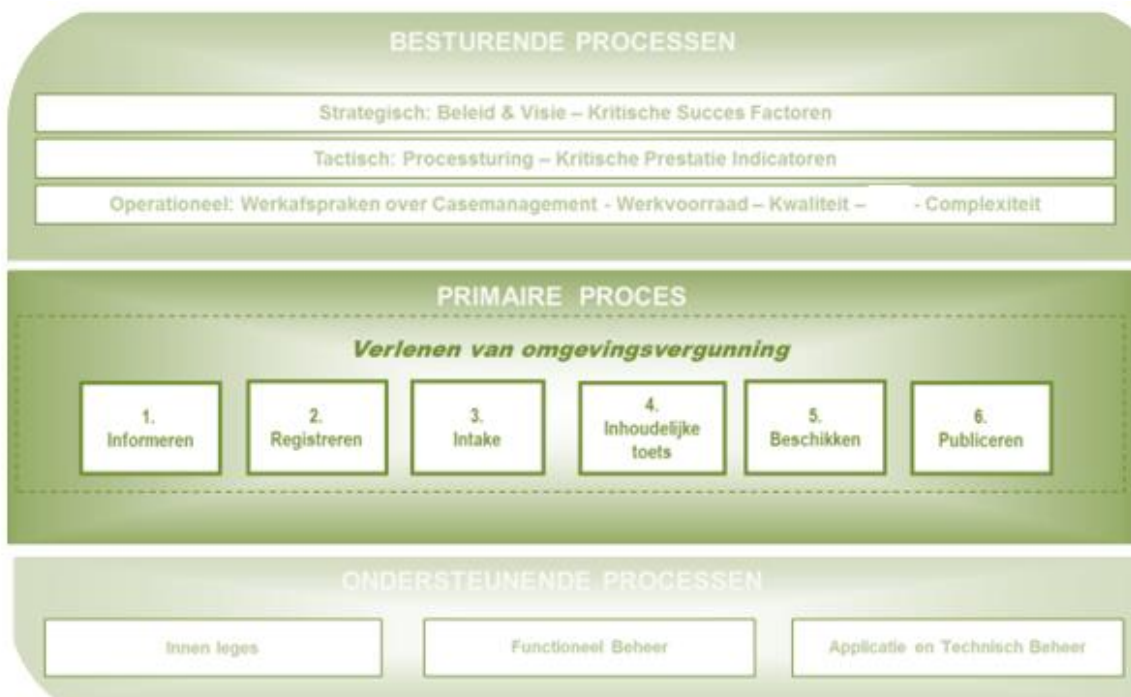 BESTURENDE PROCESSEN
Strategisch: Beleid & Visie – Kritische Succes Factoren
Tactisch: Processturing – Kritische Prestatie Indicatoren
Operationeel: Werkafspraken over Casemanagement - Werkvoorraad – Kwaliteit – - Complexiteit
PRIMAIRE PROCES
Verlenen van omgevingsvergunning
1.
Informeren
2.
Registreren
3.
Intake
4.
Inhoudelijke
toets
5.
Beschikken
6.
Publiceren
ONDERSTEUNENDE PROCESSEN
Innen leges
Functioneel Beheer
Applicatie en Technisch Beheer